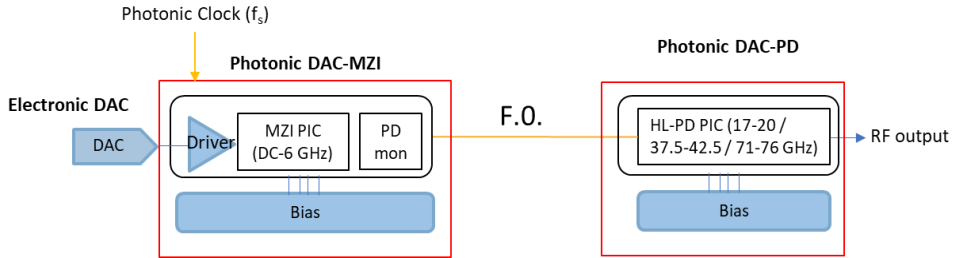 Photonic Clock (fs)
Photonic DAC-MZI
Photonic DAC-PD
Electronic DAC
DAC
Driver
MZI PIC
(DC-6 GHz)
PD
mon
Bias
F.O.
HL-PD PIC (17-20 /
37.5-42.5 / 71-76 GHz)
RF output
Bias